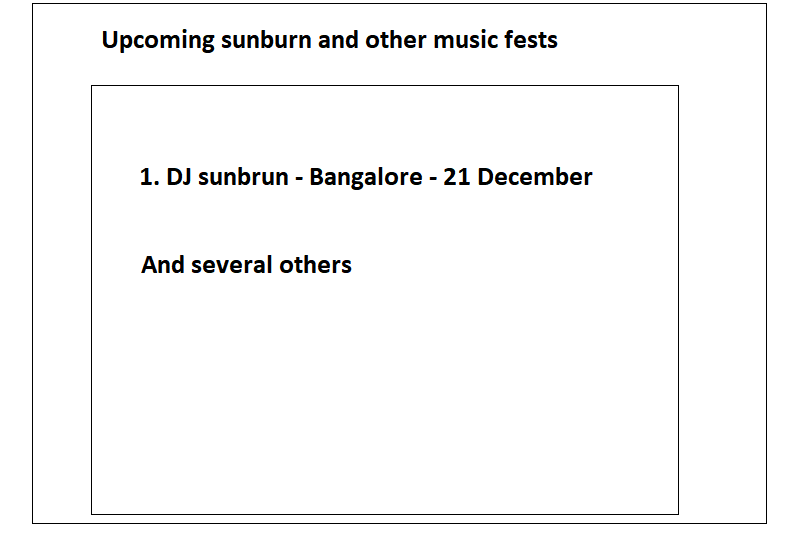 Upcoming sunburn and other music fests
1. DJ sunbrun - Bangalore - 21 December
And several others